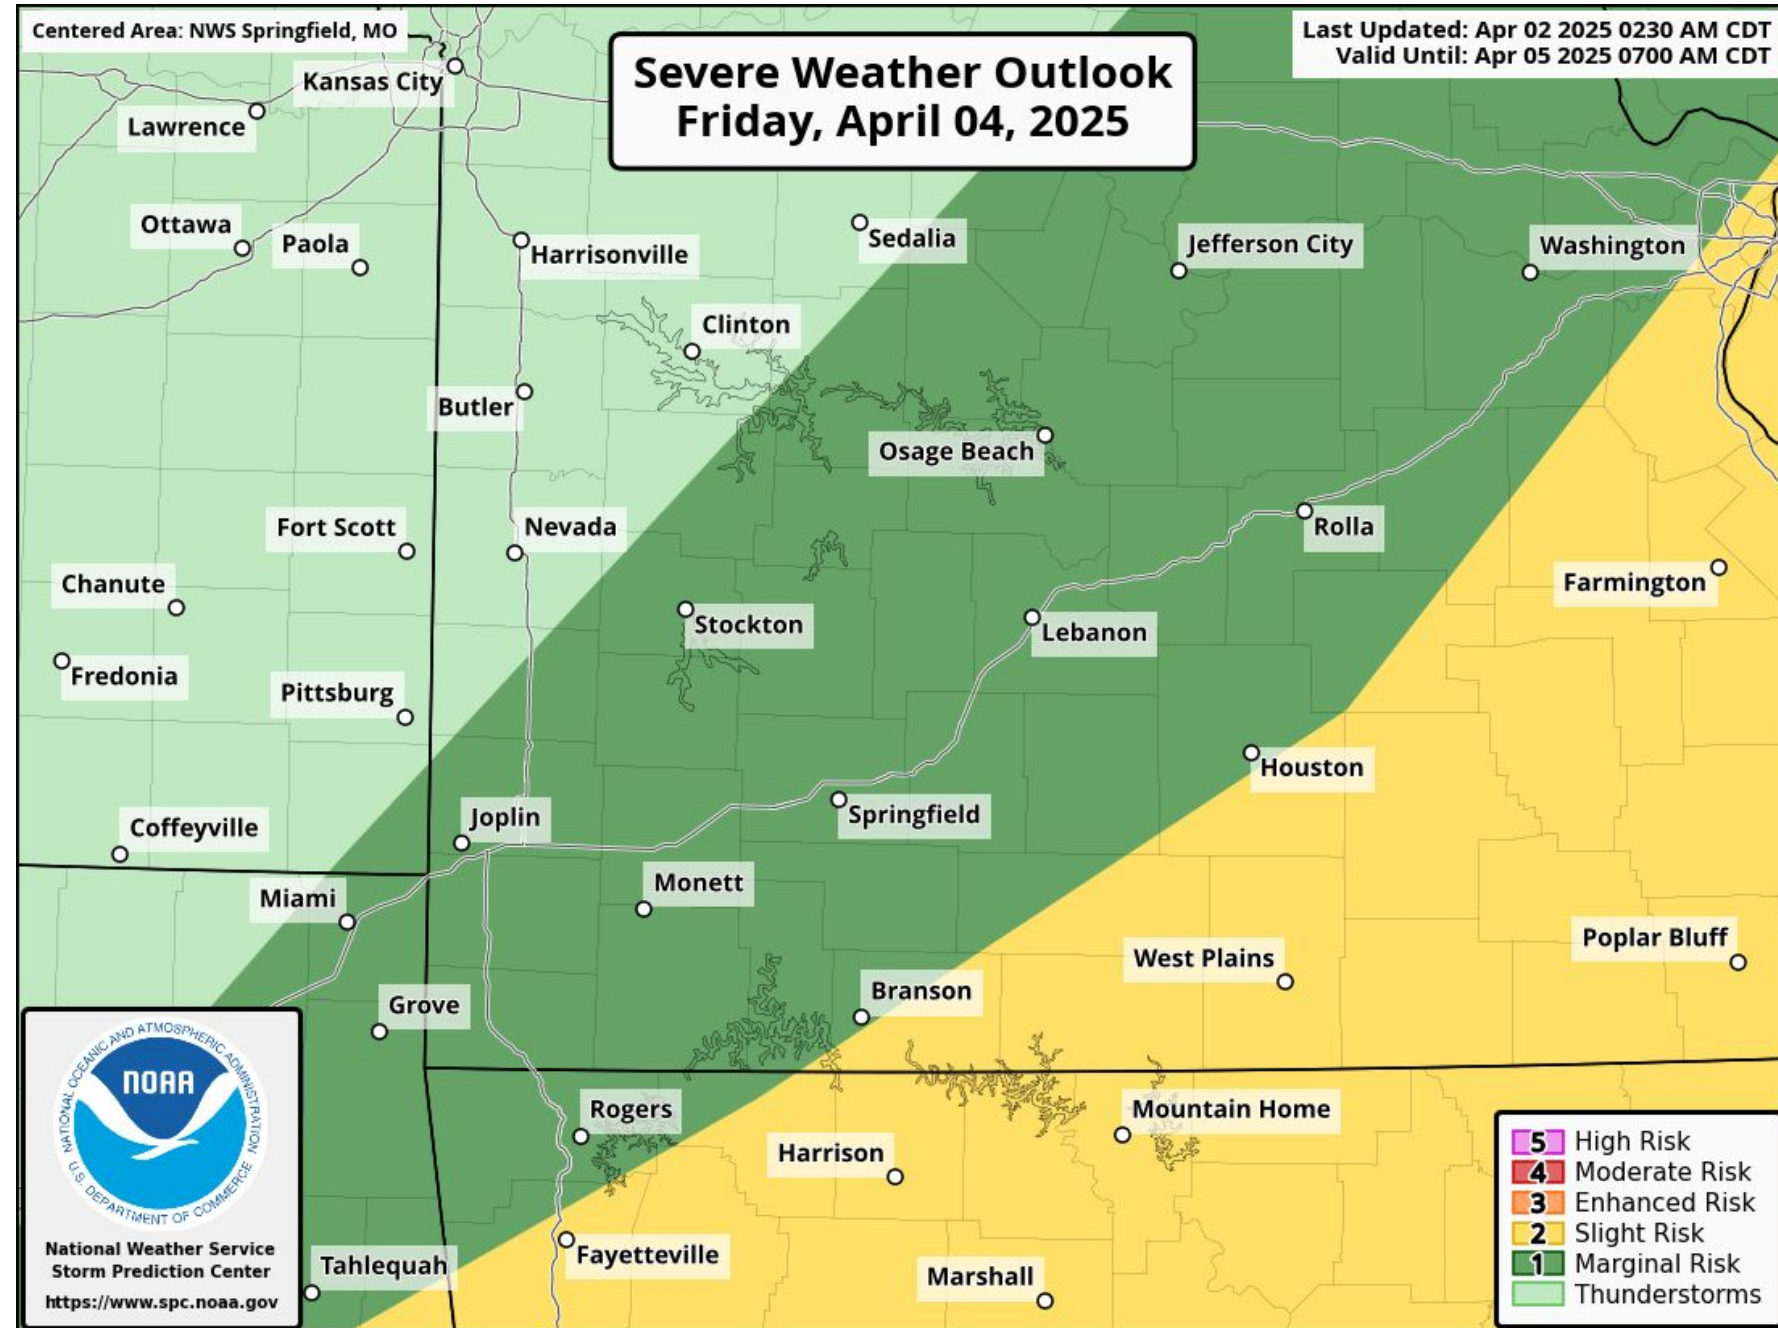 Centered Area: NWS Springfield, MO
Last Updated: Apr 02 2025 0230 AM CDT
Valid Until: Apr 05 2025 0700 AM CDT
Severe Weather Outlook
Friday, April 04, 2025
Kansas City
Lawrence
Ottawa
Paola
Harrisonville
Sedalia
Jefferson City
Washington
Clinton
Butler
Osage Beach
Fort Scott
Nevada
Rolla
Chanute
Farmington
Stockton
Lebanon
Fredonia
Pittsburg
Houston
Coffeyville
Joplin
Springfield
Miami
Monett
West Plains
Poplar Bluff
Grove
Branson
Rogers
Mountain Home
Harrison
Tahlequah
Fayetteville
Marshall
NATIONAL OCEANIC AND ATMOSPHERIC ADMINISTRATION
NOAA
U.S. DEPARTMENT OF COMMERCE
National Weather Service
Storm Prediction Center
https://www.spc.noaa.gov
5 High Risk
4 Moderate Risk
3 Enhanced Risk
2 Slight Risk
1 Marginal Risk
Thunderstorms